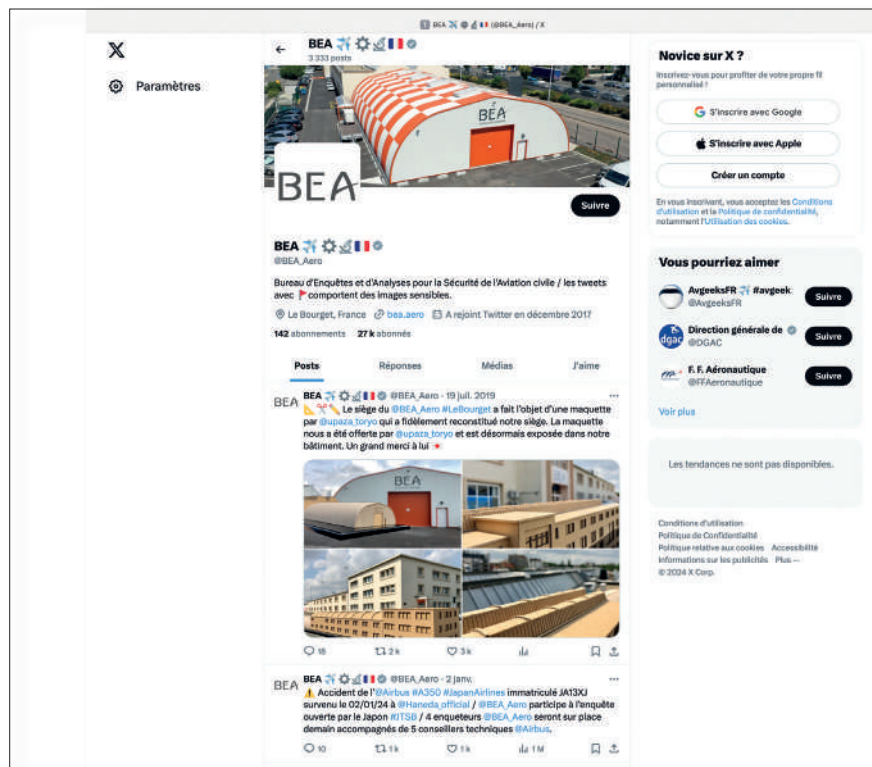 BEA (@BEA_Aero) / X
BEA
3 333 posts
Paramètres
BEA
BEA
Suivre
BEA
@BEA_Aero
Bureau d'Enquêtes et d'Analyses pour la Sécurité de l'Aviation civile / les tweets
avec 🚩comportent des images sensibles.
Le Bourget, France bea.aero A rejoint Twitter en décembre 2017
142 abonnements 27 k abonnés
Posts Réponses Médias J'aime
BEA @BEA_Aero · 19 juil. 2019
BEA
Le siège du @BEA_Aero #LeBourget a fait l'objet d'une maquette
par @upaza_toryo qui a fidèlement reconstitué notre siège. La maquette
nous a été offerte par @upaza_toryo et est désormais exposée dans notre
bâtiment. Un grand merci à lui
BEA
18 2 k 3 k
BEA @BEA_Aero · 2 janv.
BEA
⚠️ Accident de l'@Airbus #A350 #JapanAirlines immatriculé JA13XJ
survenu le 02/01/24 à @Haneda_official / @BEA_Aero participe à l'enquête
ouverte par le Japon #JTSB / 4 enqueteurs @BEA_Aero seront sur place
demain accompagnés de 5 conseillers techniques @Airbus.
10 1 k 1 k 1 M
Novice sur X ?
Inscrivez-vous pour profiter de votre propre fil
personnalisé !
S'inscrire avec Google
S'inscrire avec Apple
Créer un compte
En vous inscrivant, vous acceptez les Conditions
d'utilisation et la Politique de confidentialité,
notamment l'Utilisation des cookies.
Vous pourriez aimer
AvgeeksFR ✈️ #avgeek
@AvgeeksFR
Suivre
dgac
Direction générale de
@DGAC
Suivre
F. F. Aéronautique
@FFAeronautique
Suivre
Voir plus
Les tendances ne sont pas disponibles.
Conditions d'utilisation
Politique de Confidentialité
Politique relative aux cookies Accessibilité
Informations sur les publicités Plus ···
© 2024 X Corp.